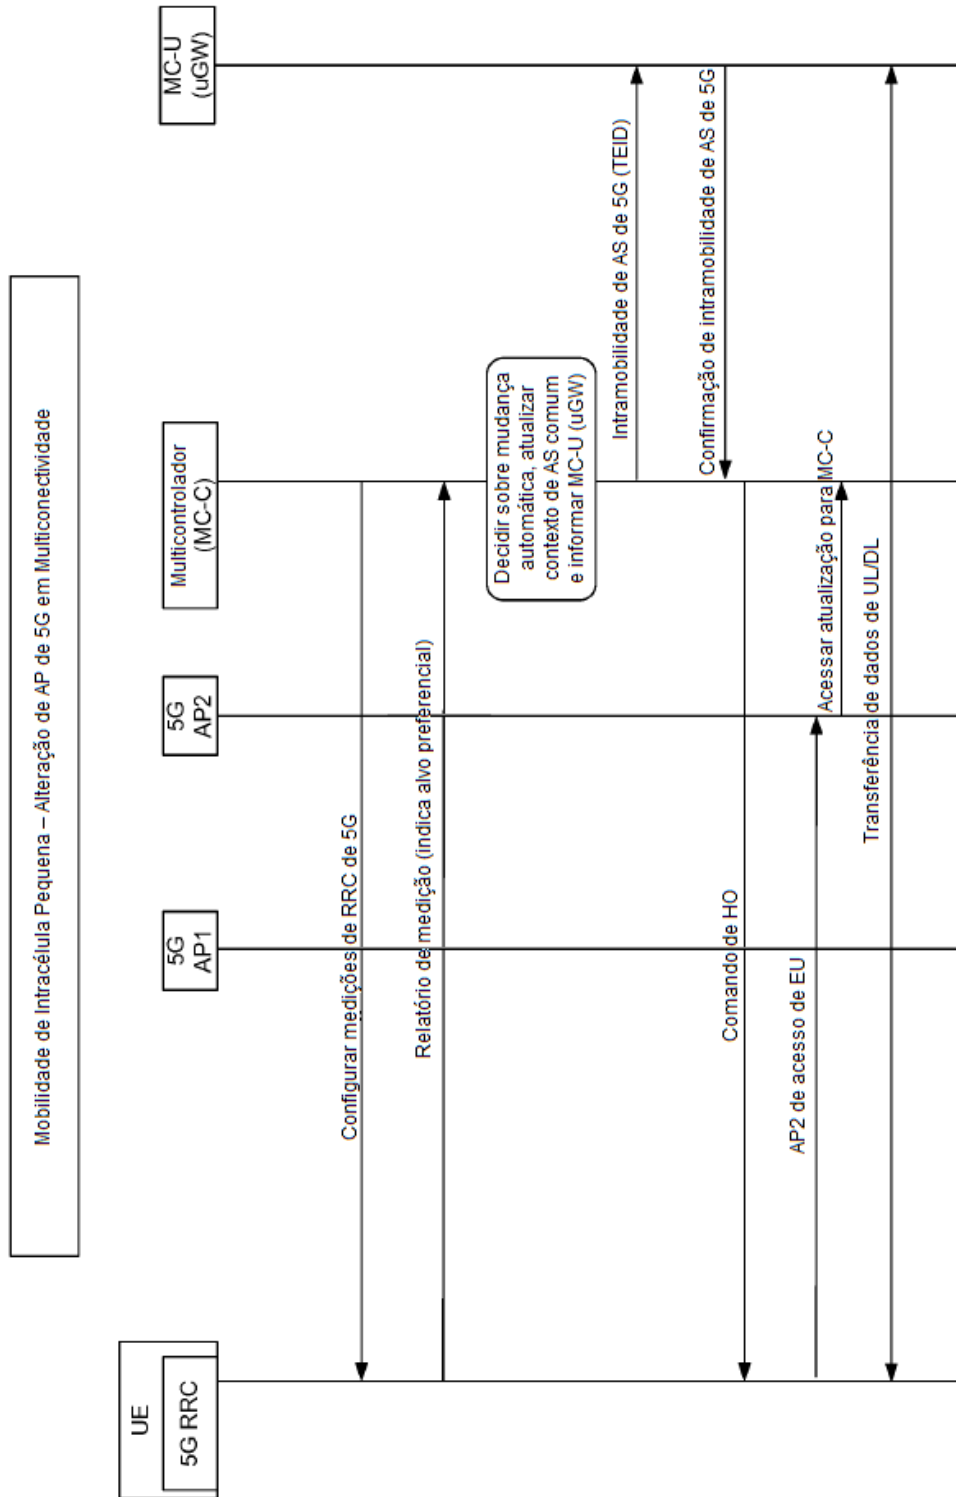 Mobilidade de Intracélula Pequena – Alteração de AP de 5G em Multiconectividade
UE
5G RRC
5G
AP1
5G
AP2
Multicontrolador
(MC-C)
MC-U
(uGW)
Configurar medições de RRC de 5G
Relatório de medição (indica alvo preferencial)
Decidir sobre mudança
automática, atualizar
contexto de AS comum
e informar MC-U (uGW)
Intramobilidade de AS de 5G (TEID)
Confirmação de intramobilidade de AS de 5G
Comando de HO
AP2 de acesso de EU
Acessar atualização para MC-C
Transferência de dados de UL/DL